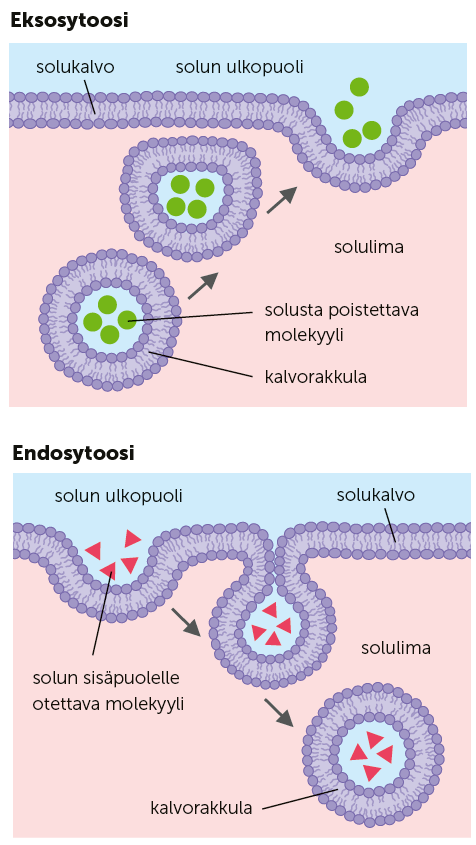 Eksosytoosi
solukalvo
solun ulkopuoli
solulima
solusta poistettava
molekyyli
kalvorakkula
Endosytoosi
solun ulkopuoli
solukalvo
solulima
solun sisäpuolelle
otettava molekyyli
kalvorakkula